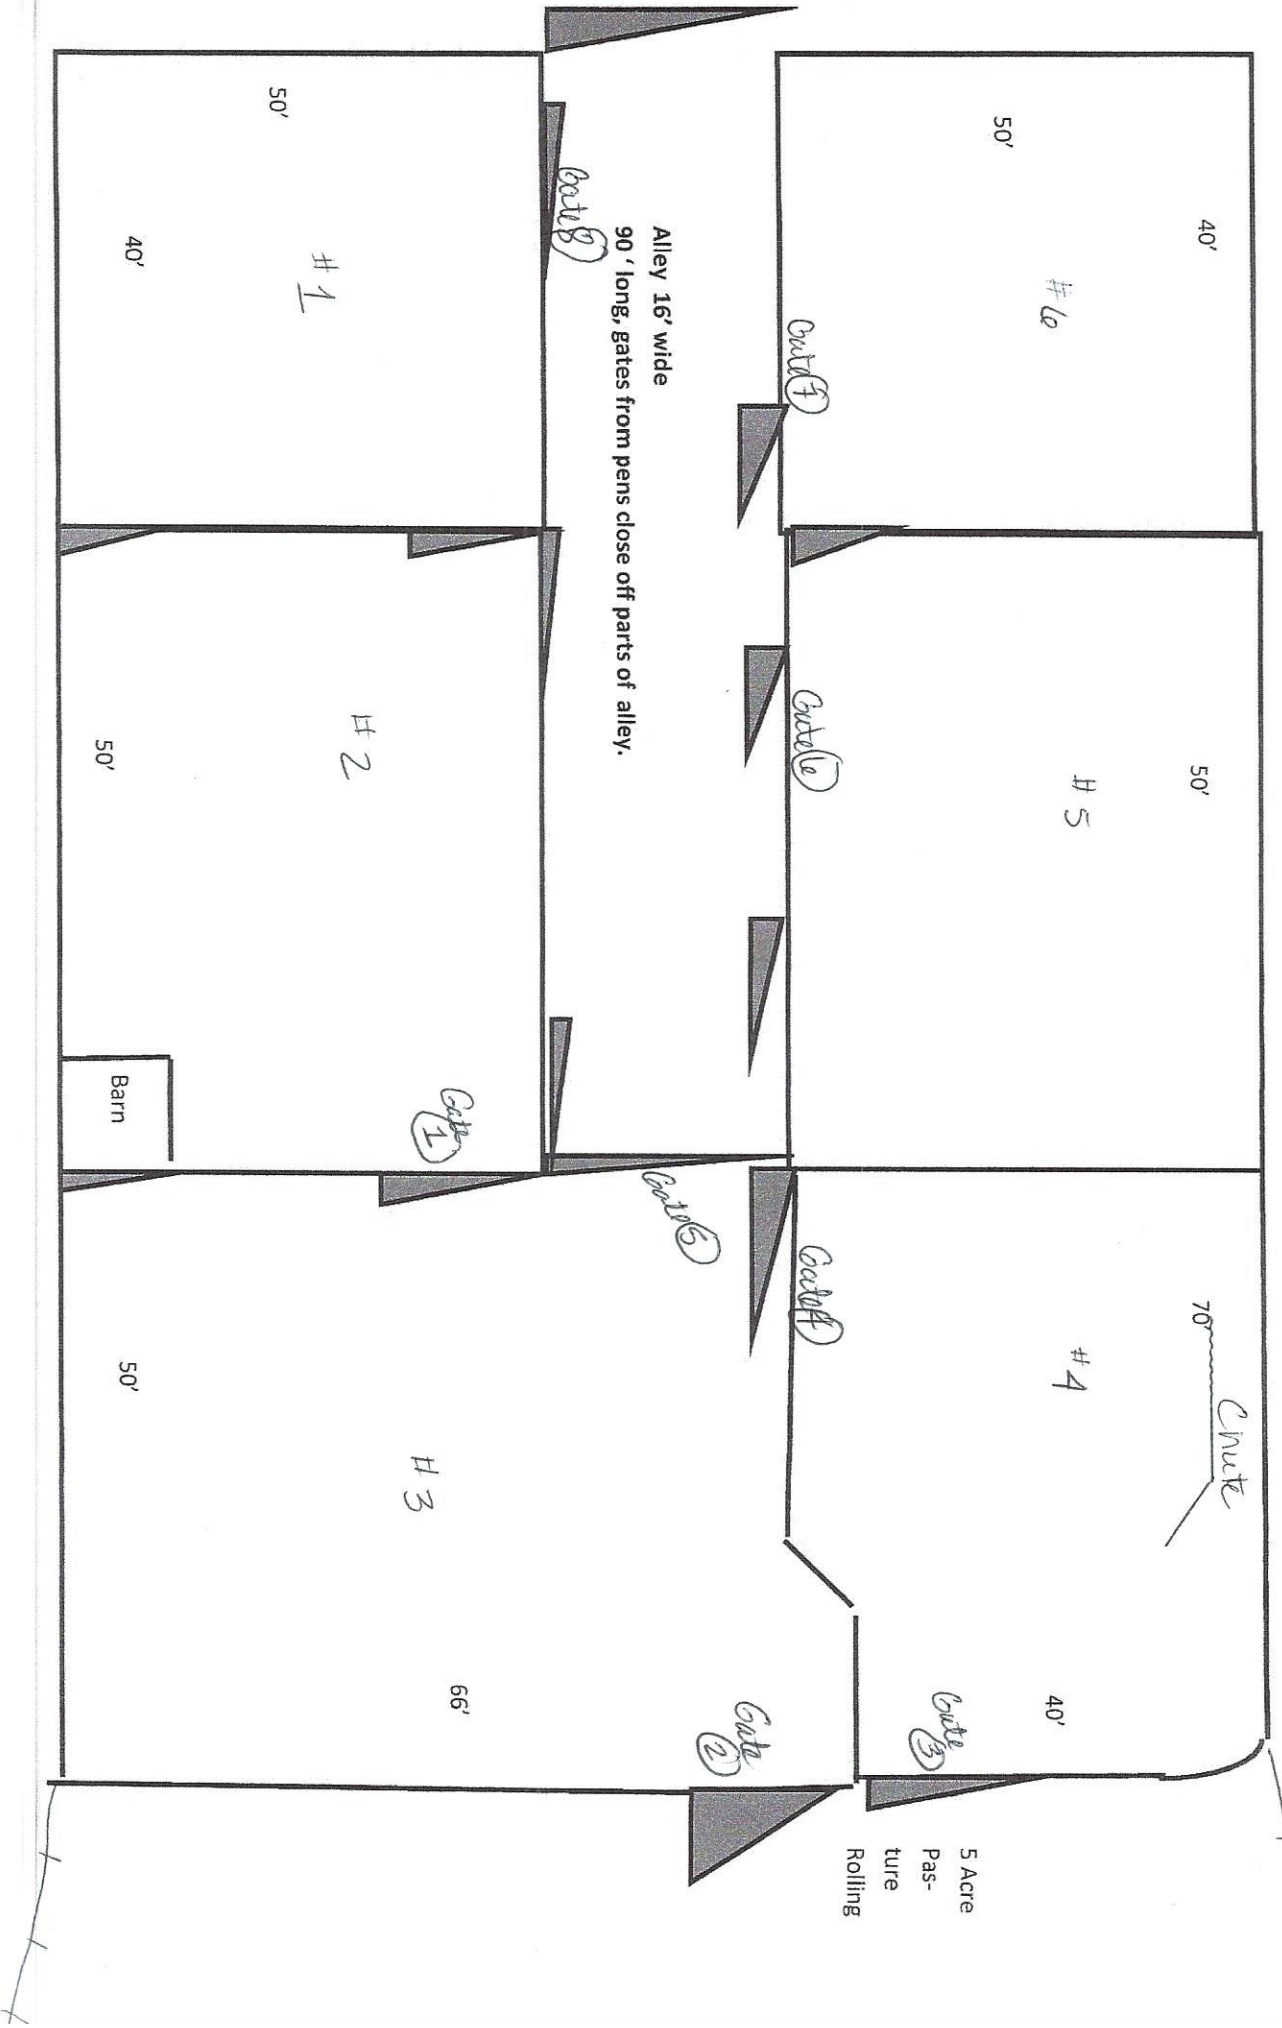 50'
40'
#6
Gate 7
Alley 16' wide
90' long, gates from pens close off parts of alley.
Gate 8
50'
40'
#1
50'
#5
Gate 6
#2
50'
Barn
Gate 1
Gate 5
Gate 4
70'
Chute
#4
50'
#3
66'
Gate 2
Gate 3
40'
5 Acre
Pas-
ture
Rolling